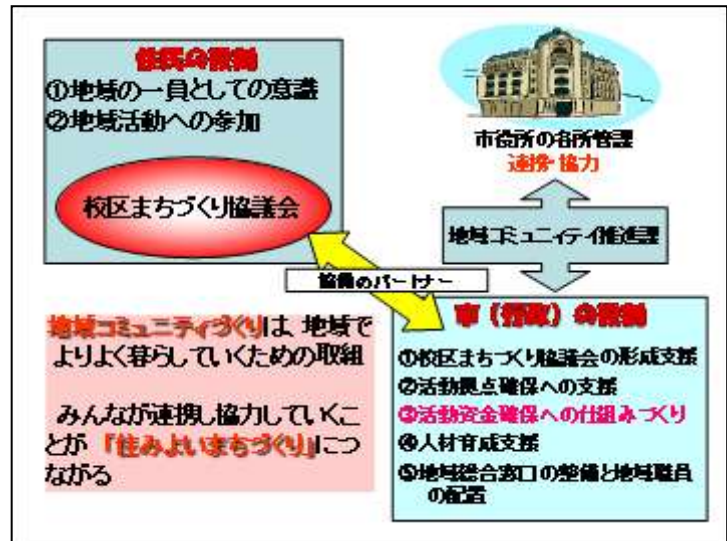 住民の役割
①地域の一員としての意識
②地域活動への参加
校区まちづくり協議会
市役所の各所管課
連携・協力
地域コミュニティ推進課
協働のパートナー
地域コミュニティづくりは、地域で
よりよく暮らしていくための取組
みんなが連携し協力していくこ
とが「住みよいまちづくり」につ
ながる
市（行政）の役割
①校区まちづくり協議会の形成支援
②活動拠点確保への支援
③活動資金確保への仕組みづくり
④人材育成支援
⑤地域総合窓口の整備と地域職員
の配置